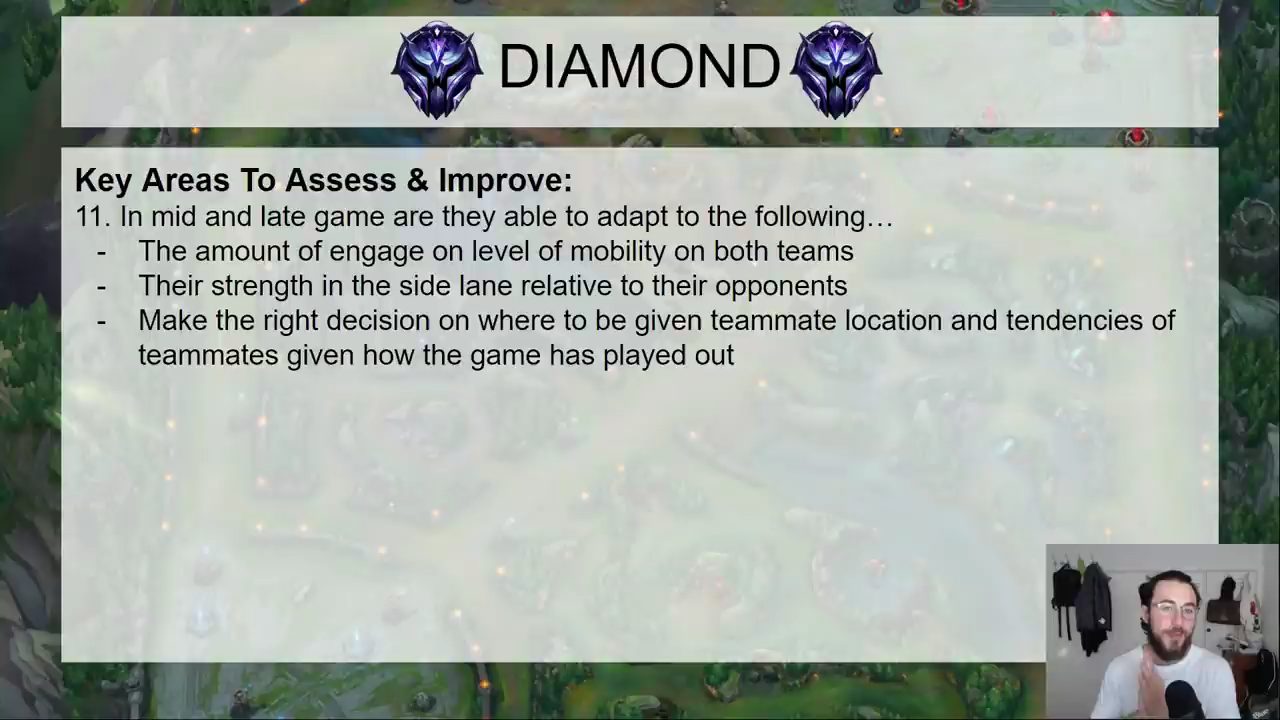 DIAMOND
Key Areas To Assess & Improve:
11. In mid and late game are they able to adapt to the following…
- The amount of engage on level of mobility on both teams
- Their strength in the side lane relative to their opponents
- Make the right decision on where to be given teammate location and tendencies of
teammates given how the game has played out